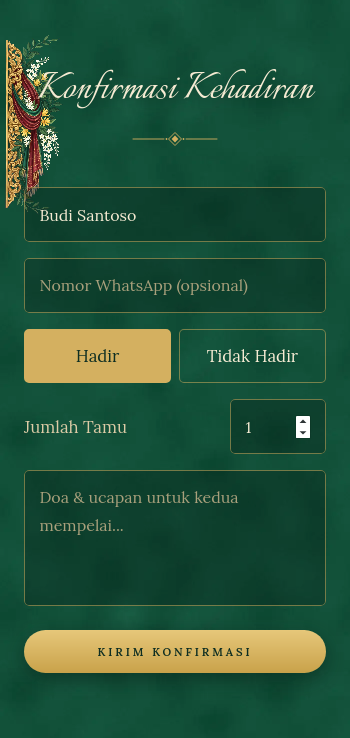 Konfirmasi Kehadiran
Budi Santoso
Nomor WhatsApp (opsional)
Hadir
Tidak Hadir
Jumlah Tamu
1
Doa & ucapan untuk kedua
mempelai...
KIRIM KONFIRMASI